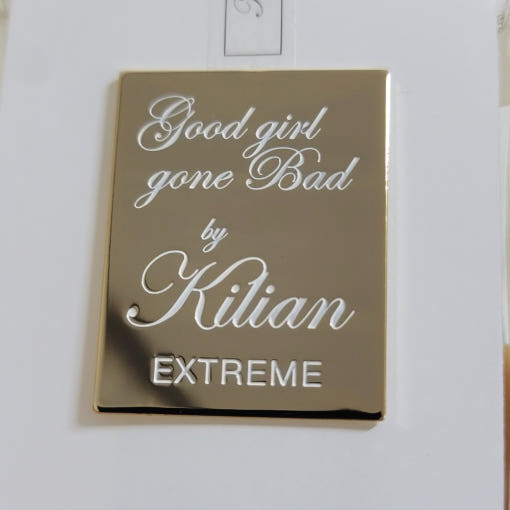 Good girl
gone Bad
by
Kilian
EXTREME